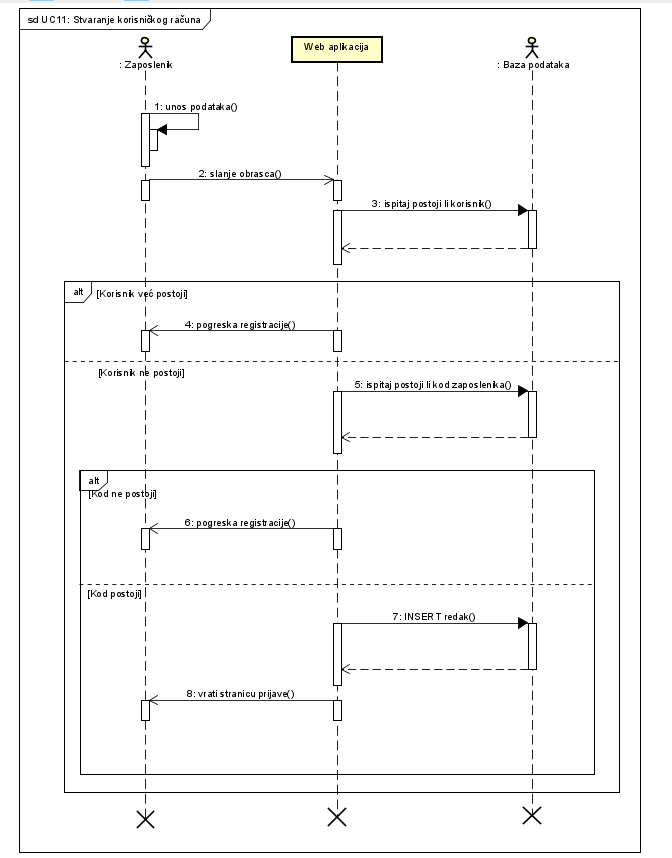 sd UC11: Stvaranje korisničkog računa
: Zaposlenik
Web aplikacija
: Baza podataka
1: unos podataka()
2: slanje obrasca()
3: ispitaj postoji li korisnik()
alt
[Korisnik već postoji]
4: pogreska registracije()
[Korisnik ne postoji]
5: ispitaj postoji li kod zaposlenika()
alt
[Kod ne postoji]
6: pogreska registracije()
[Kod postoji]
7: INSERT redak()
8: vrati stranicu prijave()